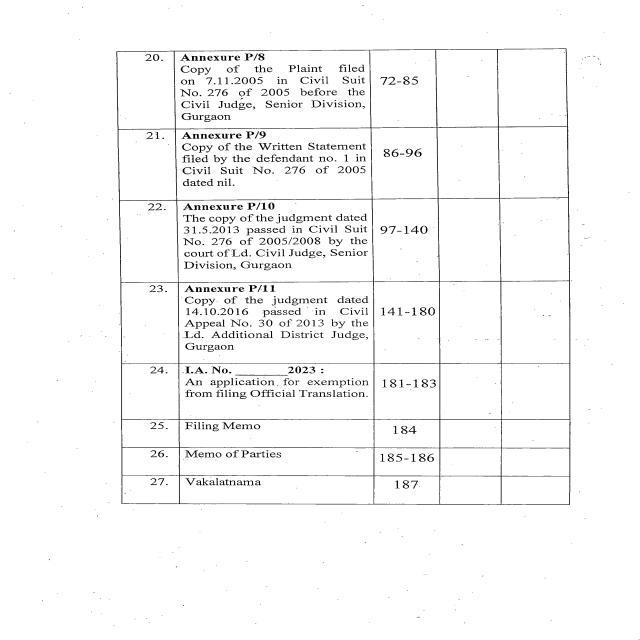 20. Annexure P/8
Copy of the Plaint filed
on 7.11.2005 in Civil Suit
No. 276 of 2005 before the
Civil Judge, Senior Division,
Gurgaon
72-85
21. Annexure P/9
Copy of the Written Statement
filed by the defendant no. 1 in
Civil Suit No. 276 of 2005
dated nil.
86-96
22. Annexure P/10
The copy of the judgment dated
31.5.2013 passed in Civil Suit
No. 276 of 2005/2008 by the
court of Ld. Civil Judge, Senior
Division, Gurgaon
97-140
23. Annexure P/11
Copy of the judgment dated
14.10.2016 passed in Civil
Appeal No. 30 of 2013 by the
Ld. Additional District Judge,
Gurgaon
141-180
24. I.A. No. ________2023 :
An application for exemption
from filing Official Translation.
181-183
25. Filing Memo 184
26. Memo of Parties 185-186
27. Vakalatnama 187